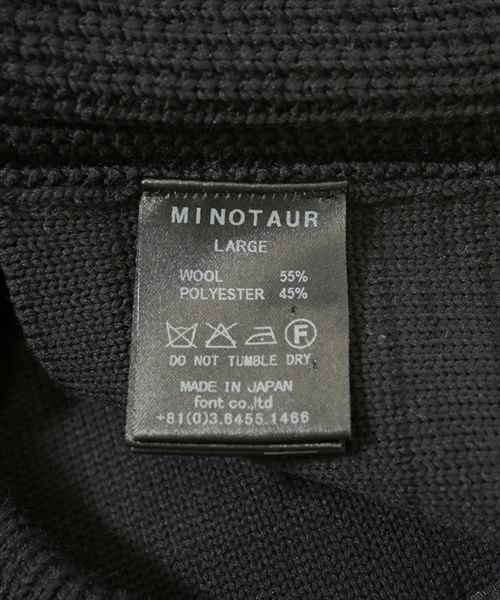 MINOTAUR
LARGE
WOOL 55%
POLYESTER 45%
F
DO NOT TUMBLE DRY.
MADE IN JAPAN
font co.,ltd
+81(0)3.6455.1466